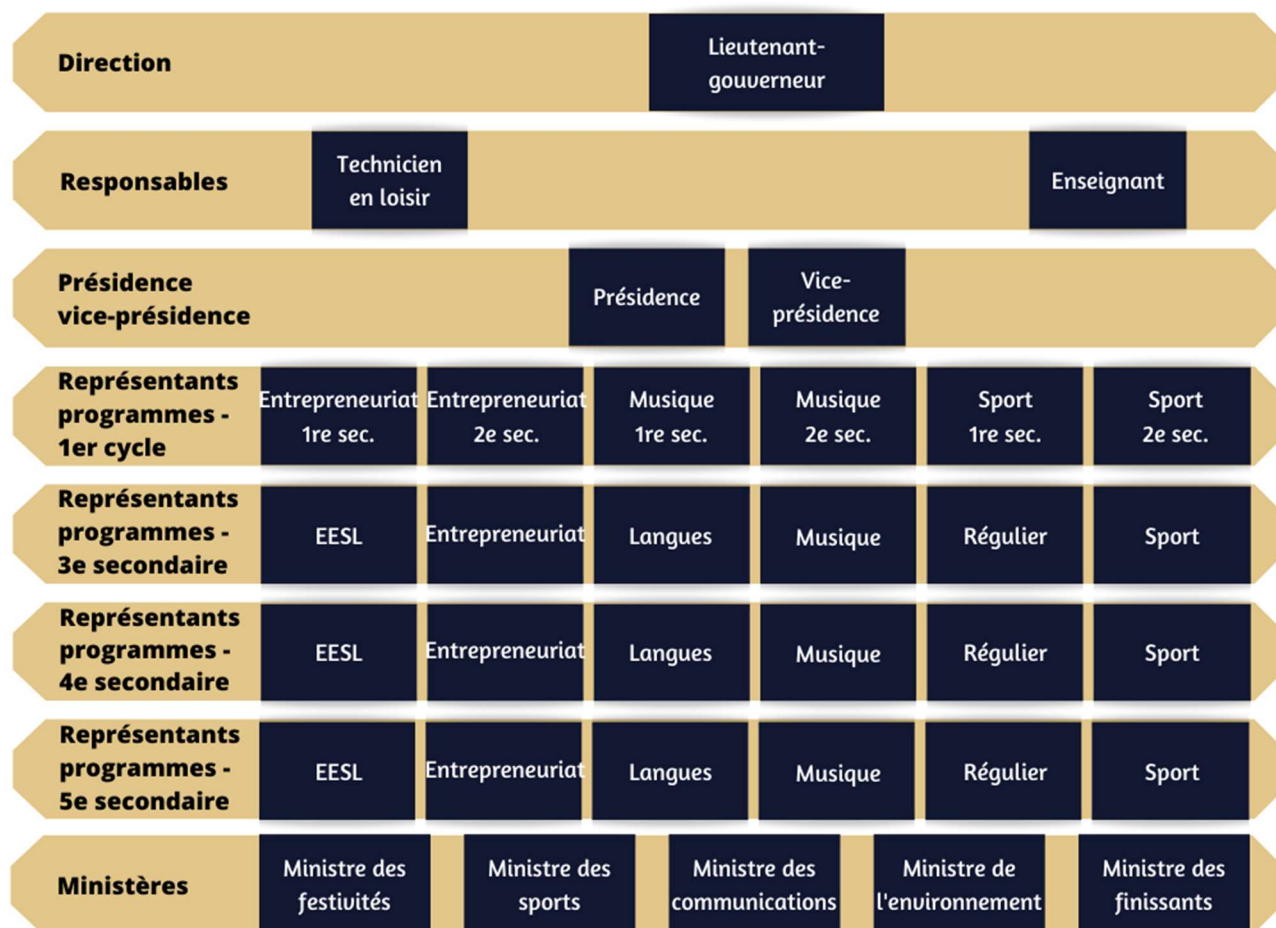 Direction
Lieutenant-
gouverneur
Responsables
Technicien
en loisir
Enseignant
Présidence
vice-présidence
Présidence
Vice-
présidence
Représentants
programmes -
1er cycle
Entrepreneuriat
1re sec.
Entrepreneuriat
2e sec.
Musique
1re sec.
Musique
2e sec.
Sport
1re sec.
Sport
2e sec.
Représentants
programmes -
3e secondaire
EESL
Entrepreneuriat
Langues
Musique
Régulier
Sport
Représentants
programmes -
4e secondaire
EESL
Entrepreneuriat
Langues
Musique
Régulier
Sport
Représentants
programmes -
5e secondaire
EESL
Entrepreneuriat
Langues
Musique
Régulier
Sport
Ministères
Ministre des
festivités
Ministre des
sports
Ministre des
communications
Ministre de
l'environnement
Ministre des
finissants